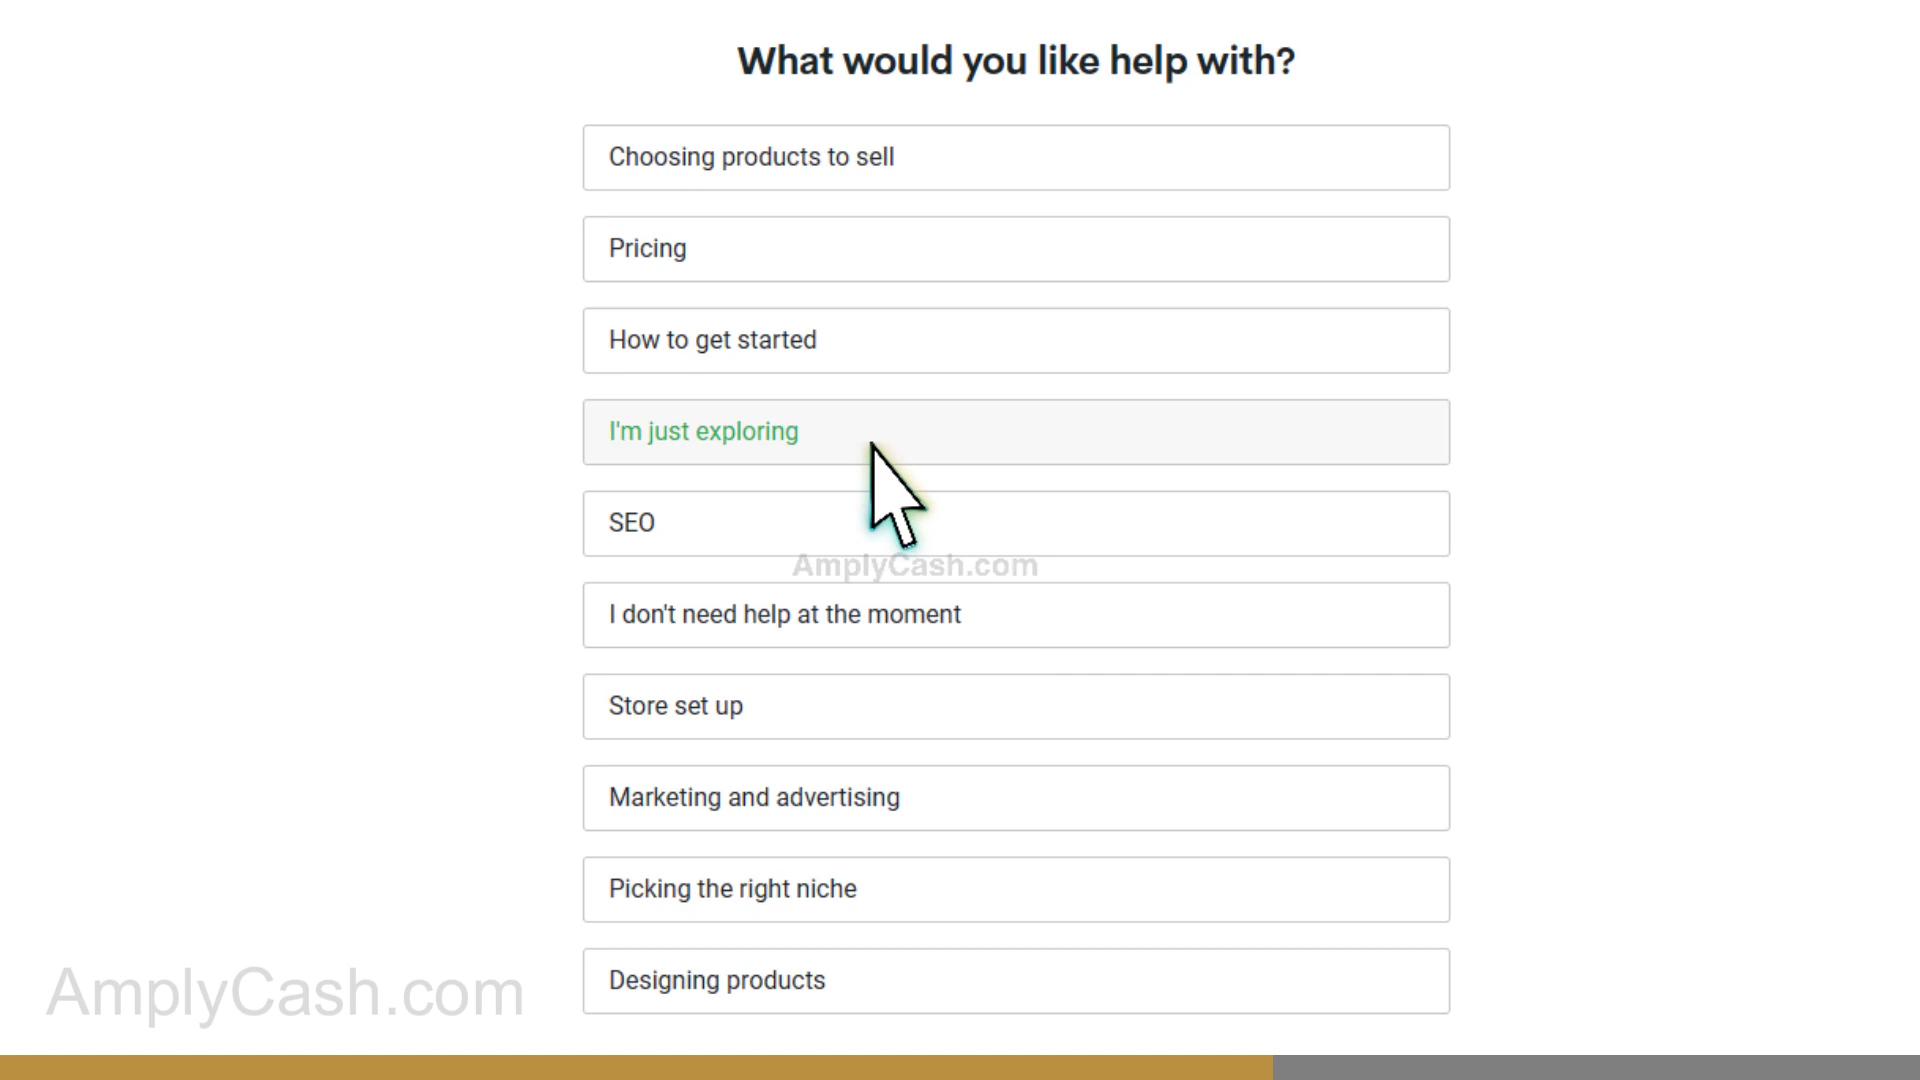 What would you like help with?
Choosing products to sell
Pricing
How to get started
I'm just exploring
SEO
AmplyCash.com
I don't need help at the moment
Store set up
Marketing and advertising
Picking the right niche
Designing products
AmplyCash.com